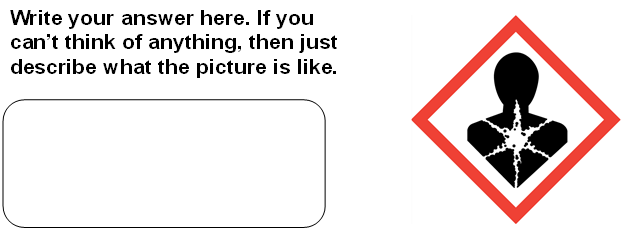 Write your answer here. If you
can't think of anything, then just
describe what the picture is like.